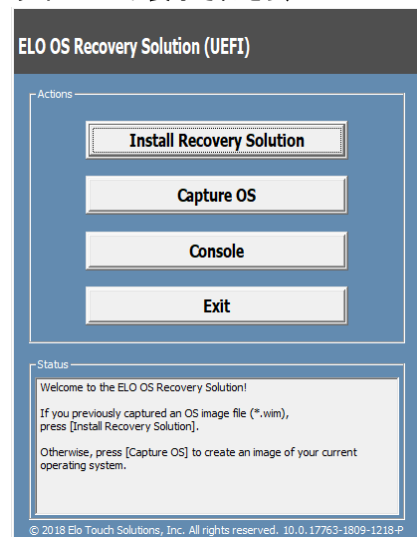 ELO OS Recovery Solution (UEFI)
Actions
Install Recovery Solution
Capture OS
Console
Exit
Status
Welcome to the ELO OS Recovery Solution!
If you previously captured an OS image file (*.wim),
press [Install Recovery Solution].
Otherwise, press [Capture OS] to create an image of your current
operating system.
© 2018 Elo Touch Solutions, Inc. All rights reserved. 10.0.17763-1809-1218-P